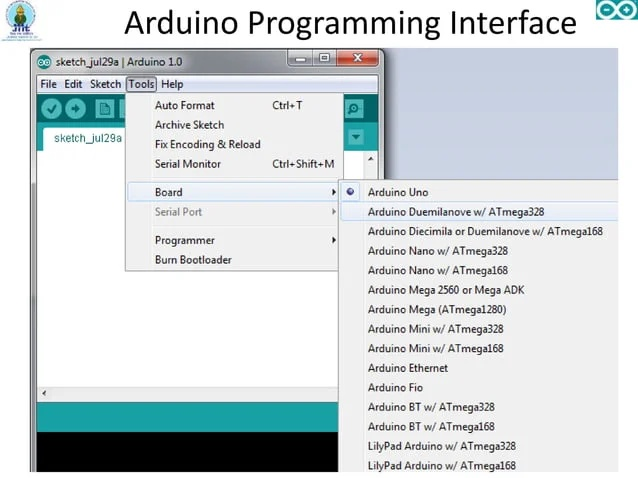 Arduino Programming Interface
JIIT
sketch_jul29a | Arduino 1.0
File Edit Sketch Tools Help
Auto Format Ctrl+T
Archive Sketch
sketch_jul29a
Fix Encoding & Reload
Serial Monitor Ctrl+Shift+M
Board
Serial Port
Programmer
Burn Bootloader
Arduino Uno
Arduino Duemilanove w/ ATmega328
Arduino Diecimila or Duemilanove w/ ATmega168
Arduino Nano w/ ATmega328
Arduino Nano w/ ATmega168
Arduino Mega 2560 or Mega ADK
Arduino Mega (ATmega1280)
Arduino Mini w/ ATmega328
Arduino Mini w/ ATmega168
Arduino Ethernet
Arduino Fio
Arduino BT w/ ATmega328
Arduino BT w/ ATmega168
LilyPad Arduino w/ ATmega328
LilyPad Arduino w/ ATmega168